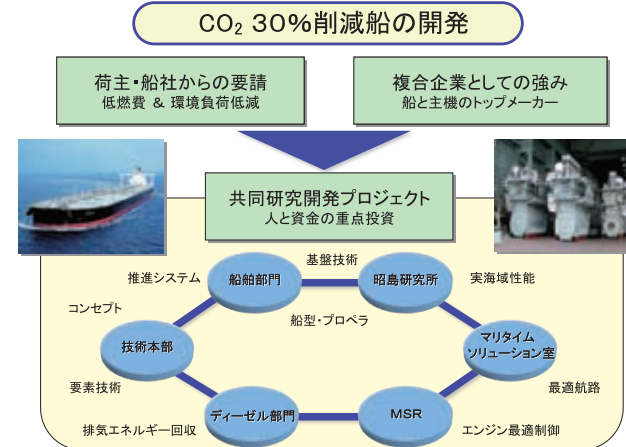 CO₂ 30%削減船の開発
荷主・船社からの要請
低燃費 & 環境負荷低減
複合企業としての強み
船と主機のトップメーカー
共同研究開発プロジェクト
人と資金の重点投資
基盤技術
推進システム
船舶部門
昭島研究所
実海域性能
コンセプト
船型・プロペラ
技術本部
マリタイム
ソリューション室
要素技術
最適航路
ディーゼル部門
MSR
排気エネルギー回収
エンジン最適制御